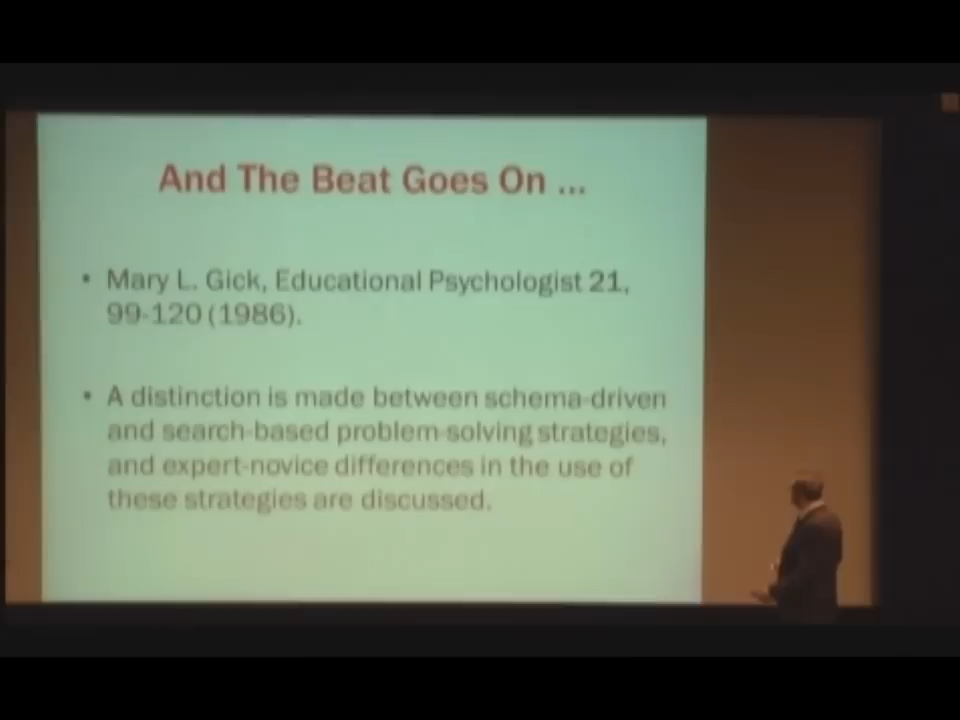 And The Beat Goes On ...
• Mary L. Gick, Educational Psychologist 21,
99-120 (1986).
• A distinction is made between schema-driven
and search-based problem-solving strategies,
and expert-novice differences in the use of
these strategies are discussed.